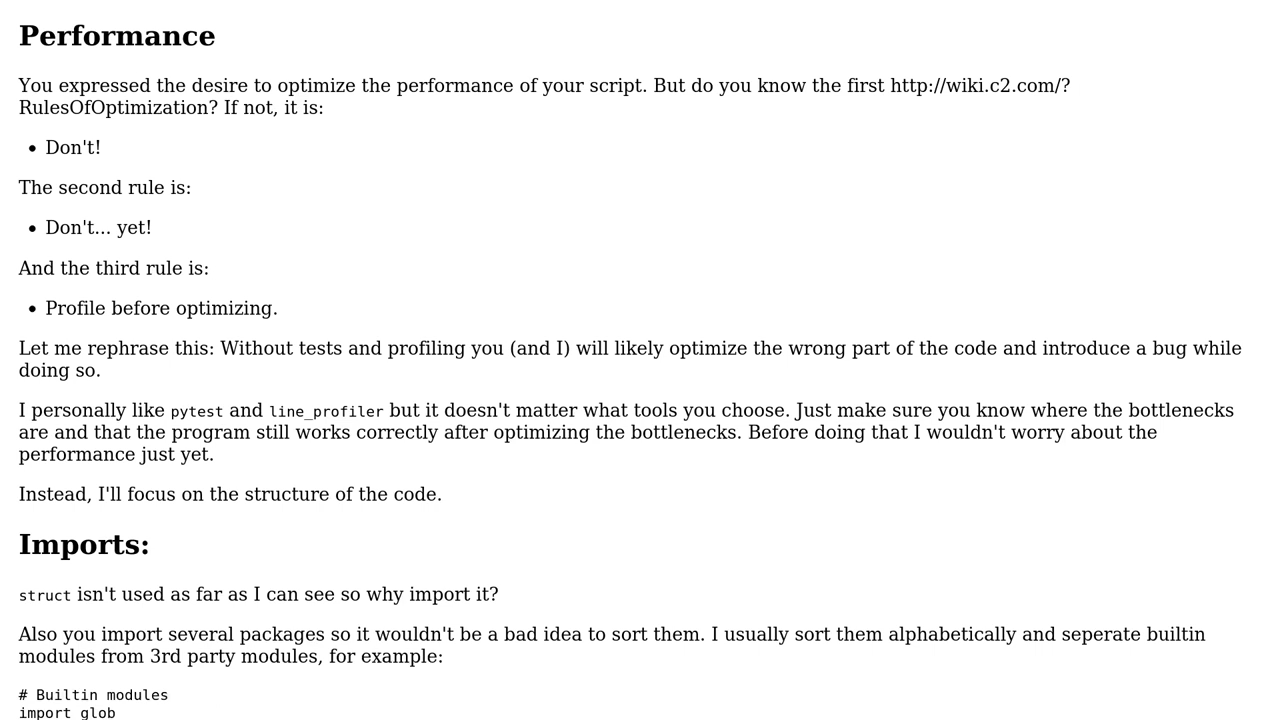 Performance
You expressed the desire to optimize the performance of your script. But do you know the first http://wiki.c2.com/?
RulesOfOptimization? If not, it is:
• Don't!
The second rule is:
• Don't... yet!
And the third rule is:
• Profile before optimizing.
Let me rephrase this: Without tests and profiling you (and I) will likely optimize the wrong part of the code and introduce a bug while
doing so.
I personally like pytest and line_profiler but it doesn't matter what tools you choose. Just make sure you know where the bottlenecks
are and that the program still works correctly after optimizing the bottlenecks. Before doing that I wouldn't worry about the
performance just yet.
Instead, I'll focus on the structure of the code.
Imports:
struct isn't used as far as I can see so why import it?
Also you import several packages so it wouldn't be a bad idea to sort them. I usually sort them alphabetically and seperate builtin
modules from 3rd party modules, for example:
# Builtin modules
import glob